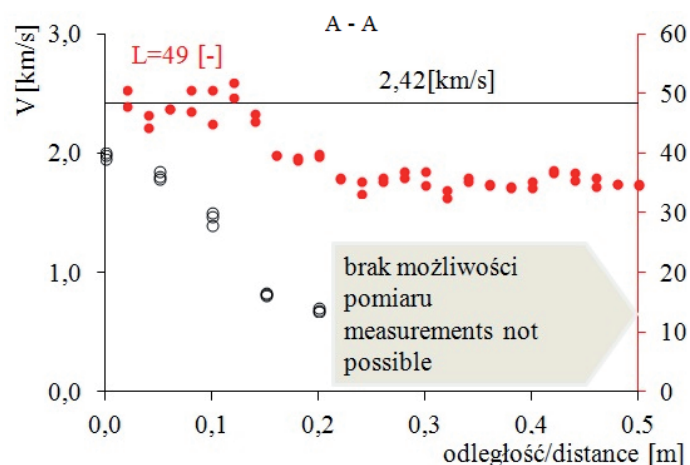 A - A
3,0
60
L=49 [-]
2,42[km/s]
50
V [km/s]
2,0
40
30
1,0
20
brak możliwości
pomiaru
measurements not
possible
10
0,0
0
0,0
0,1
0,2
0,3
0,4
0,5
odległość/distance [m]